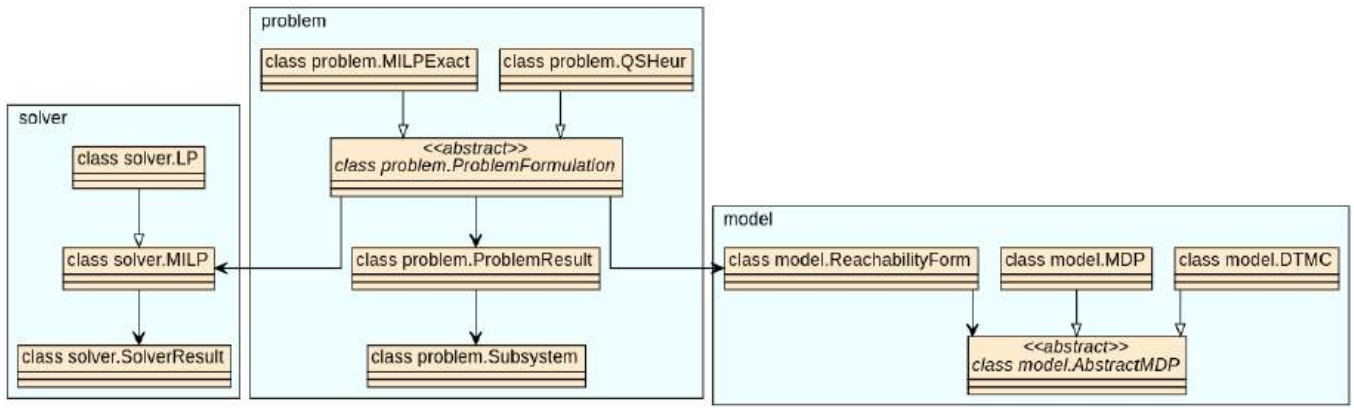 problem
class problem.MILPExact
class problem.QSHeur
<<abstract>>
class problem.ProblemFormulation
class problem.ProblemResult
class problem.Subsystem
solver
class solver.LP
class solver.MILP
class solver.SolverResult
model
class model.ReachabilityForm
class model.MDP
class model.DTMC
<<abstract>>
class model.AbstractMDP